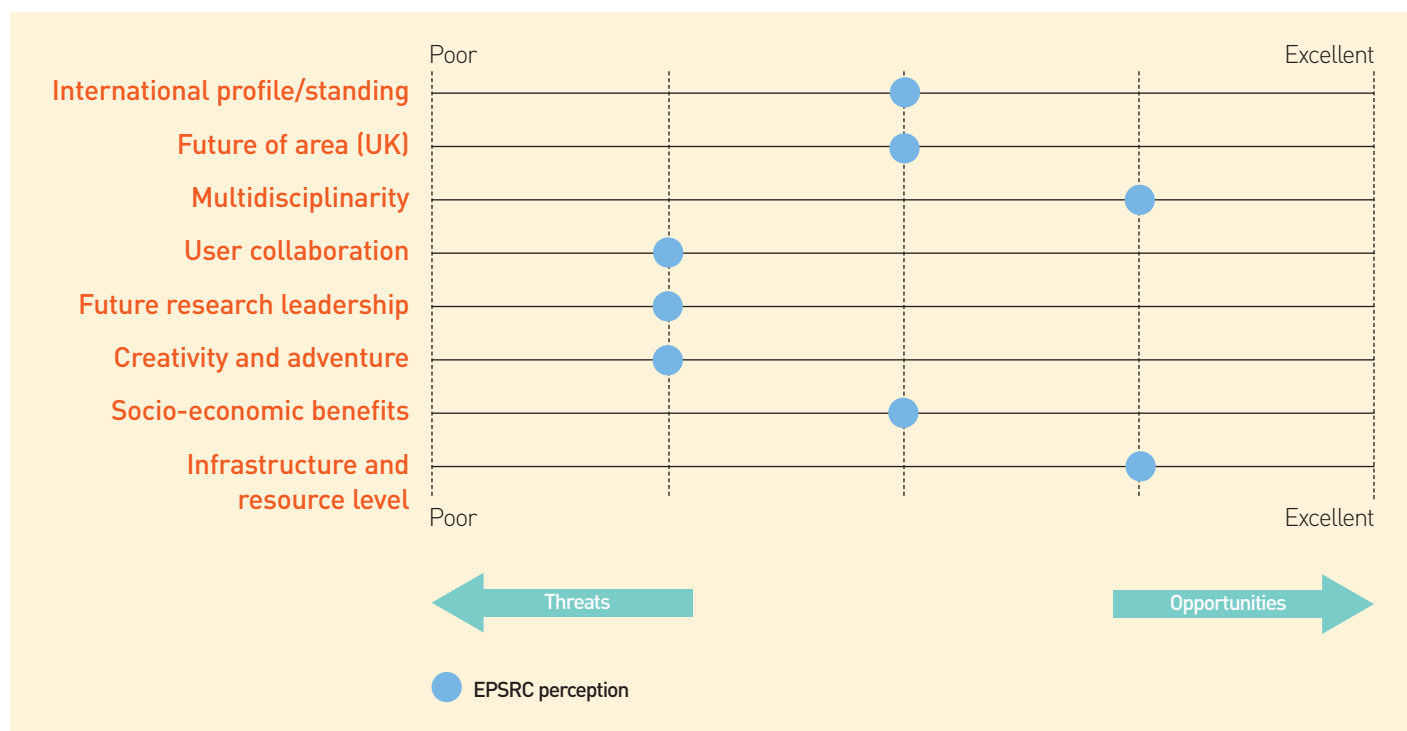 Poor Excellent
International profile/standing
Future of area (UK)
Multidisciplinarity
User collaboration
Future research leadership
Creativity and adventure
Socio-economic benefits
Infrastructure and
resource level
Poor Excellent
Threats Opportunities
EPSRC perception